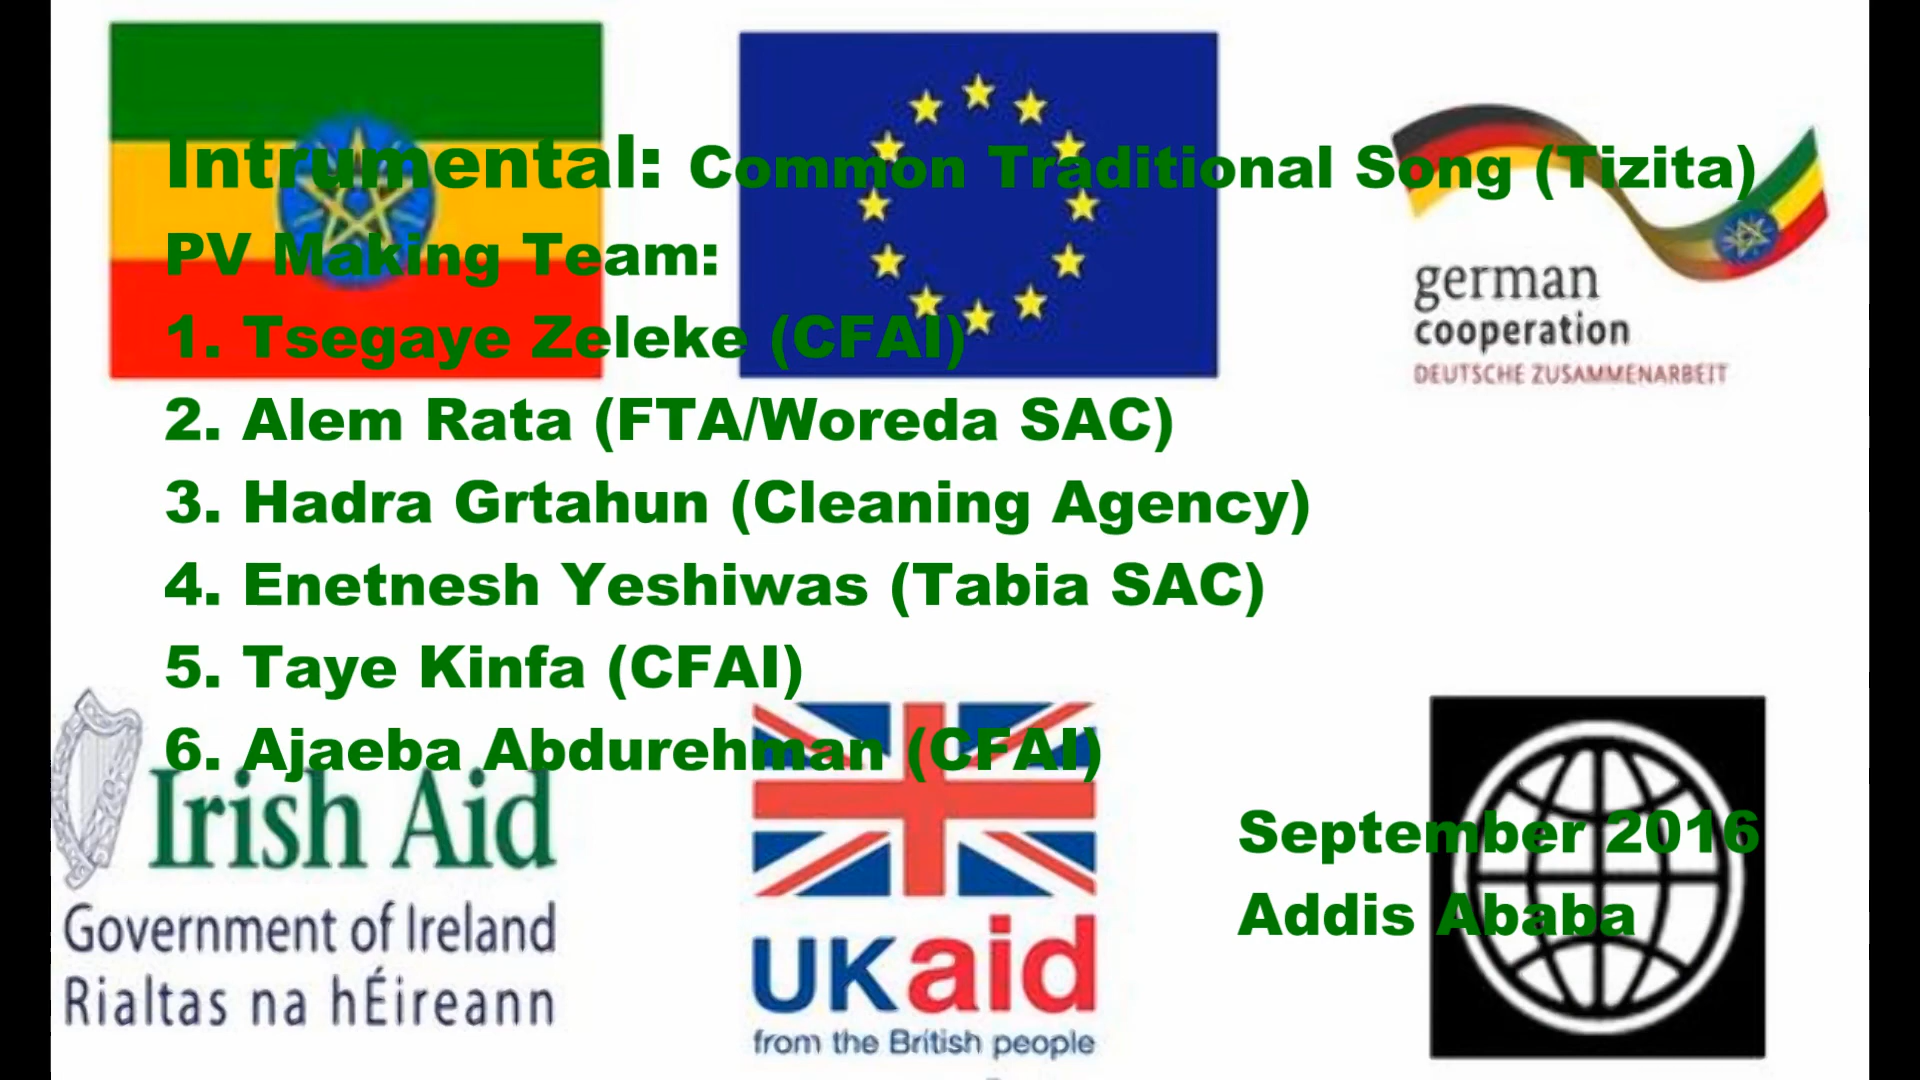 Intrumental: Common Traditional Song (Tizita)
PV Making Team:
1. Tsegaye Zeleke (CFAI)
2. Alem Rata (FTA/Woreda SAC)
3. Hadra Grtahun (Cleaning Agency)
4. Enetnesh Yeshiwas (Tabia SAC)
5. Taye Kinfa (CFAI)
6. Ajaeba Abdurehman (CFAI)
September 2016
Addis Ababa
german
cooperation
DEUTSCHE ZUSAMMENARBEIT
Irish Aid
Government of Ireland
Rialtas na hÉireann
UKaid
from the British people